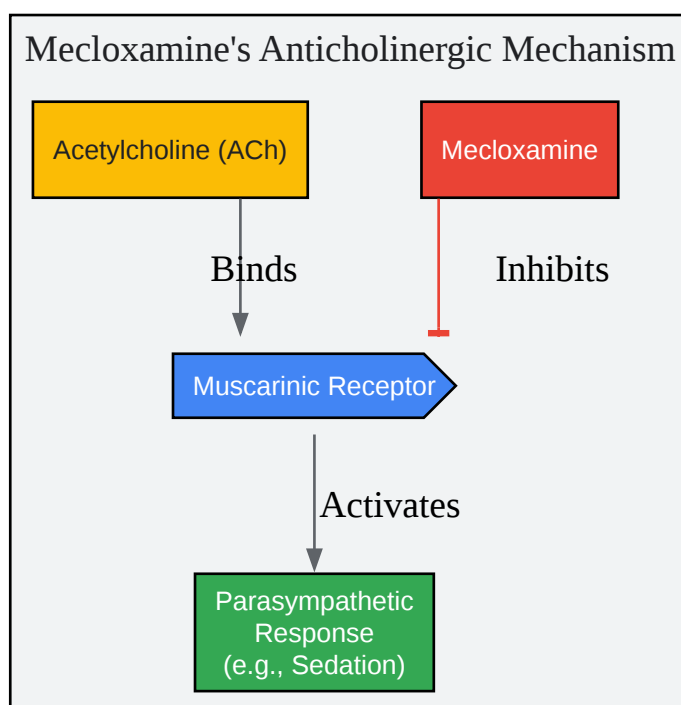 Mecloxamine's Anticholinergic Mechanism
Acetylcholine (ACh)
Mecloxamine
Binds
Inhibits
Muscarinic Receptor
Activates
Parasympathetic
Response
(e.g., Sedation)